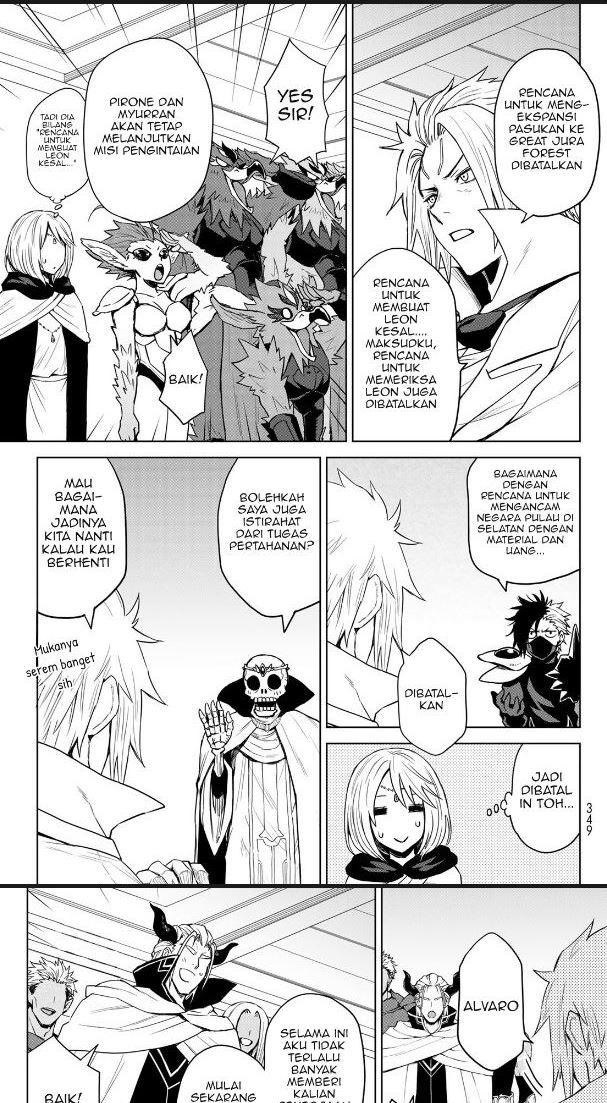 RENCANA
UNTUK MENG-
EKSPANSI
PASUKAN KE
GREAT JURA
FOREST
DIBATALKAN
RENCANA
UNTUK
MEMBUAT
LEON
KESAL....
MAKSUDKU,
RENCANA
UNTUK
MEMERIKSA
LEON JUGA
DIBATALKAN
YES
SIR!
PIRONE DAN
MYURRAN
AKAN TETAP
MELANJUTKAN
MISI PENGINTAIAN
BAIK!
TADI DIA
BILANG
"RENCANA
UNTUK
MEMBUAT
LEON
KESAL..."
BAGAIMANA
DENGAN
RENCANA UNTUK
MENGANCAM
NEGARA PULAU DI
SELATAN DENGAN
MATERIAL DAN
UANG...
DIBATAL-
KAN
JADI
DIBATAL
IN TOH...
BOLEHKAH
SAYA JUGA
ISTIRAHAT
DARI TUGAS
PERTAHANAN?
MAU
BAGAI-
MANA
JADINYA
KITA NANTI
KALAU KAU
BERHENTI
Mukanya
serem banget
sih
349
ALVARO
SELAMA INI
AKU TIDAK
TERLALU
BANYAK
MEMBERI
KALIAN
MULAI
SEKARANG
BAIK!